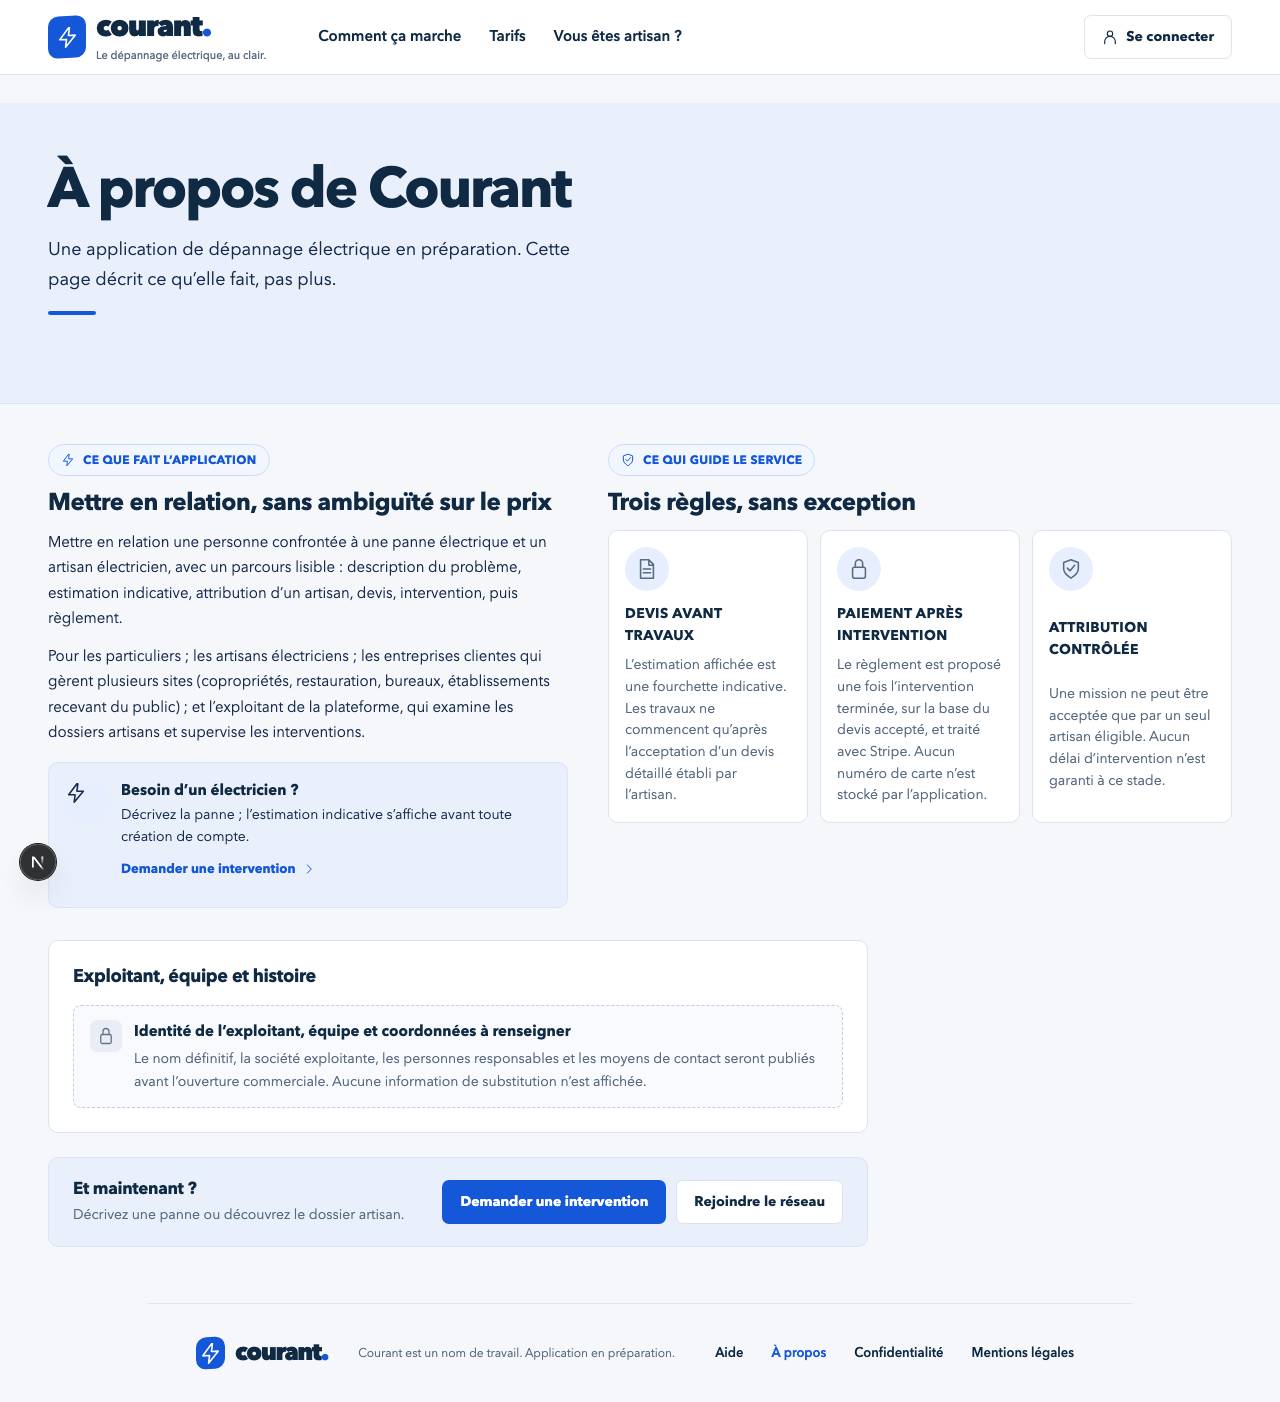 courant.
Le dépannage électrique, au clair.
Comment ça marche
Tarifs
Vous êtes artisan ?
Se connecter
À propos de Courant
Une application de dépannage électrique en préparation. Cette
page décrit ce qu’elle fait, pas plus.
CE QUE FAIT L’APPLICATION
Mettre en relation, sans ambiguïté sur le prix
Mettre en relation une personne confrontée à une panne électrique et un
artisan électricien, avec un parcours lisible : description du problème,
estimation indicative, attribution d’un artisan, devis, intervention, puis
règlement.
Pour les particuliers ; les artisans électriciens ; les entreprises clientes qui
gèrent plusieurs sites (copropriétés, restauration, bureaux, établissements
recevant du public) ; et l’exploitant de la plateforme, qui examine les
dossiers artisans et supervise les interventions.
Besoin d’un électricien ?
Décrivez la panne ; l’estimation indicative s’affiche avant toute
création de compte.
Demander une intervention
CE QUI GUIDE LE SERVICE
Trois règles, sans exception
DEVIS AVANT
TRAVAUX
L’estimation affichée est
une fourchette indicative.
Les travaux ne
commencent qu’après
l’acceptation d’un devis
détaillé établi par
l’artisan.
PAIEMENT APRÈS
INTERVENTION
Le règlement est proposé
une fois l’intervention
terminée, sur la base du
devis accepté, et traité
avec Stripe. Aucun
numéro de carte n’est
stocké par l’application.
ATTRIBUTION
CONTRÔLÉE
Une mission ne peut être
acceptée que par un seul
artisan éligible. Aucun
délai d’intervention n’est
garanti à ce stade.
N
Exploitant, équipe et histoire
Identité de l’exploitant, équipe et coordonnées à renseigner
Le nom définitif, la société exploitante, les personnes responsables et les moyens de contact seront publiés
avant l’ouverture commerciale. Aucune information de substitution n’est affichée.
Et maintenant ?
Décrivez une panne ou découvrez le dossier artisan.
Demander une intervention
Rejoindre le réseau
courant.
Courant est un nom de travail. Application en préparation.
Aide
À propos
Confidentialité
Mentions légales